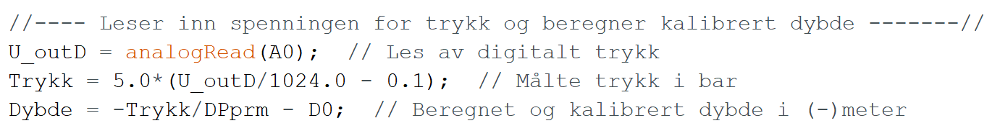 //---- Leser inn spenningen for trykk og beregner kalibrert dybde -------//
U_outD = analogRead(A0);  // Les av digitalt trykk
Trykk = 5.0*(U_outD/1024.0 - 0.1);  // Målte trykk i bar
Dybde = -Trykk/DPprm - D0;  // Beregnet og kalibrert dybde i (-)meter